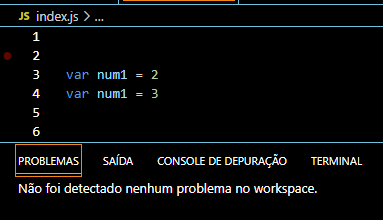 JS index.js > ...
1
2
3 var num1 = 2
4 var num1 = 3
5
6
PROBLEMAS SAÍDA CONSOLE DE DEPURAÇÃO TERMINAL
Não foi detectado nenhum problema no workspace.